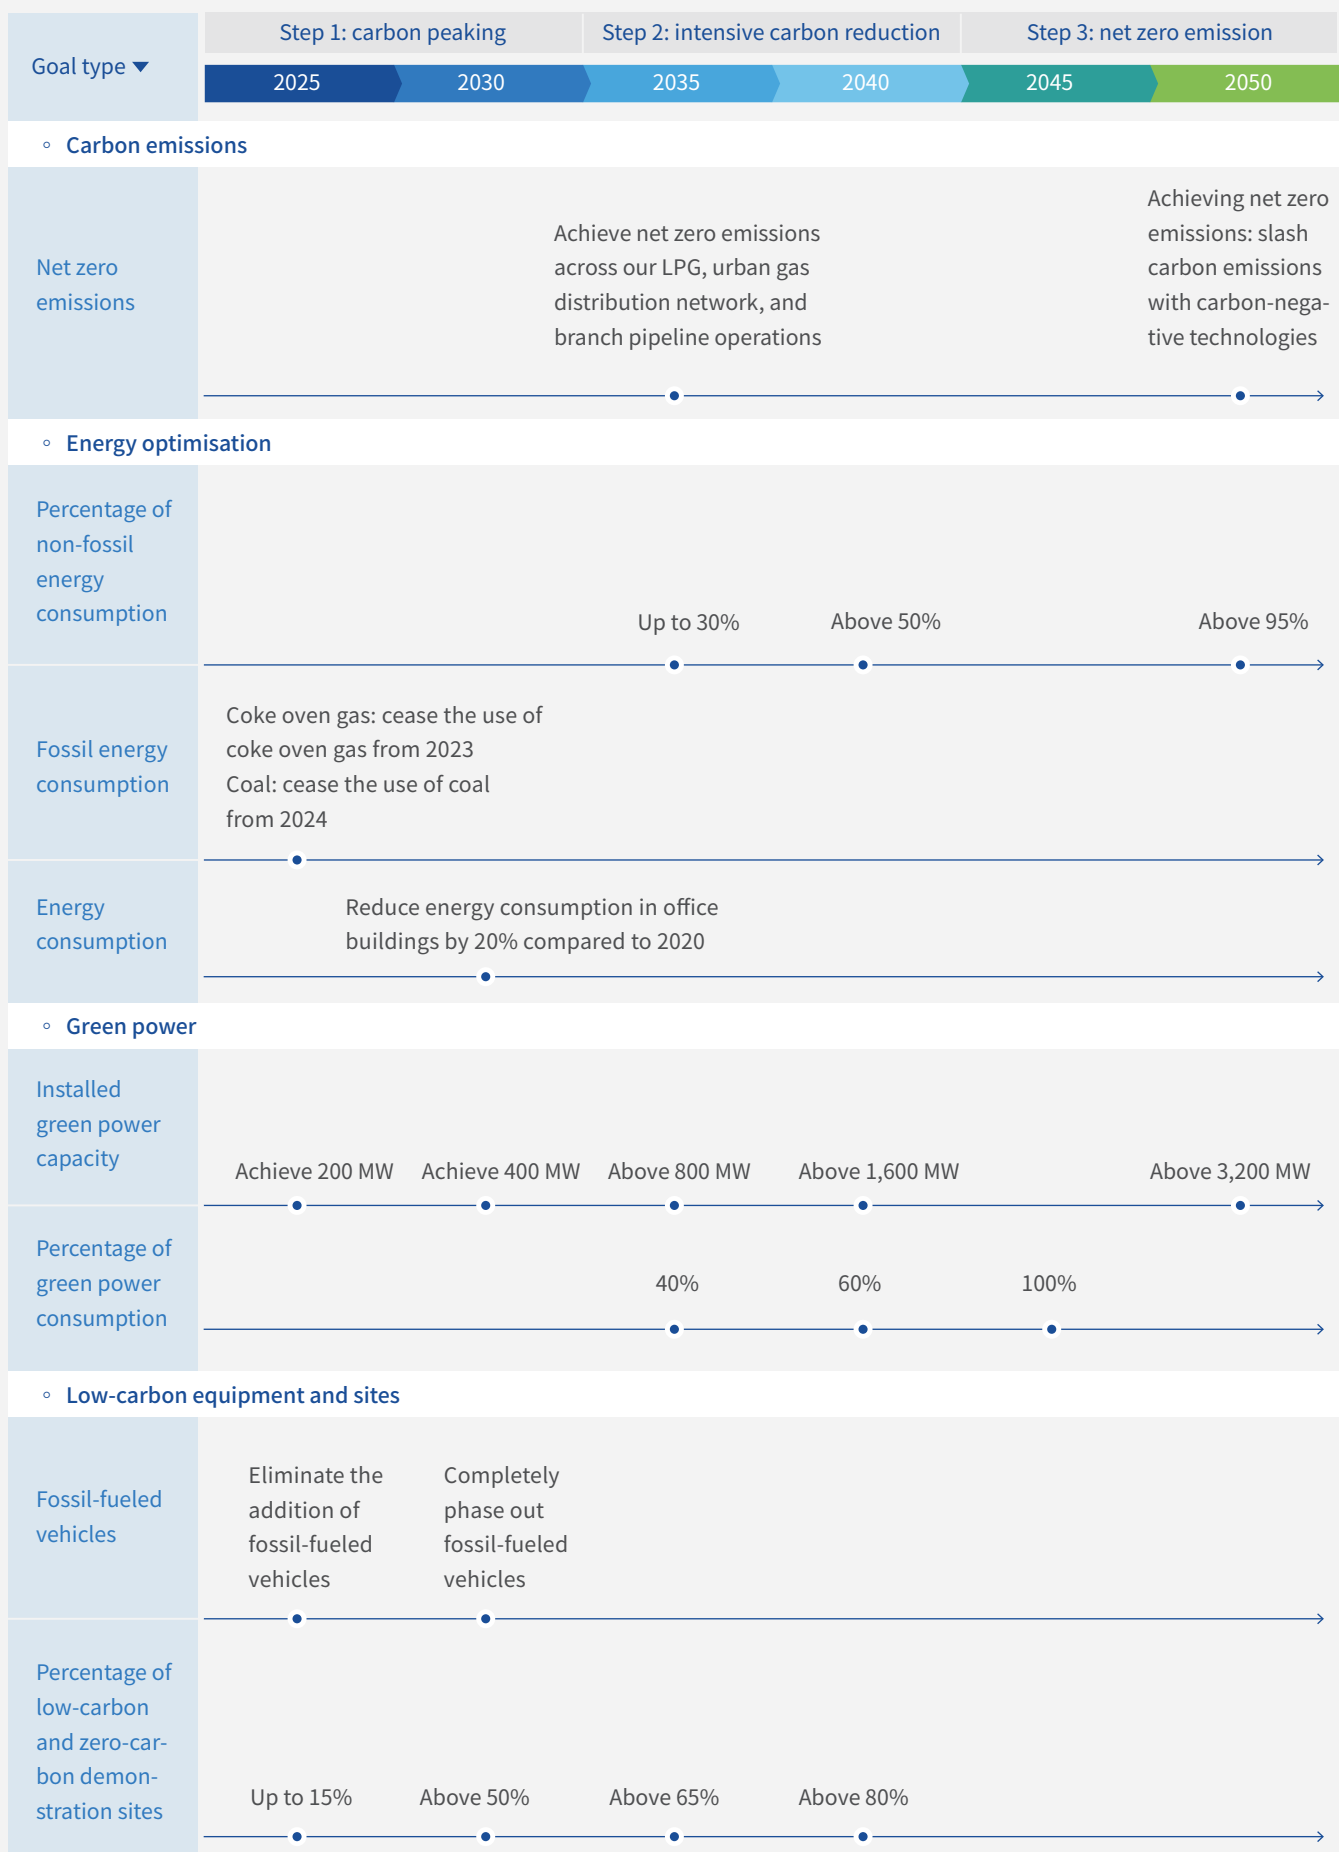 Goal type
Step 1: carbon peaking
Step 2: intensive carbon reduction
Step 3: net zero emission
2025
2030
2035
2040
2045
2050
Carbon emissions
Net zero
emissions
Achieve net zero emissions
across our LPG, urban gas
distribution network, and
branch pipeline operations
Achieving net zero
emissions: slash
carbon emissions
with carbon-nega-
tive technologies
Energy optimisation
Percentage of
non-fossil
energy
consumption
Up to 30%
Above 50%
Above 95%
Fossil energy
consumption
Coke oven gas: cease the use of
coke oven gas from 2023
Coal: cease the use of coal
from 2024
Energy
consumption
Reduce energy consumption in office
buildings by 20% compared to 2020
Green power
Installed
green power
capacity
Achieve 200 MW
Achieve 400 MW
Above 800 MW
Above 1,600 MW
Above 3,200 MW
Percentage of
green power
consumption
40%
60%
100%
Low-carbon equipment and sites
Fossil-fueled
vehicles
Eliminate the
addition of
fossil-fueled
vehicles
Completely
phase out
fossil-fueled
vehicles
Percentage of
low-carbon
and zero-car-
bon demon-
stration sites
Up to 15%
Above 50%
Above 65%
Above 80%